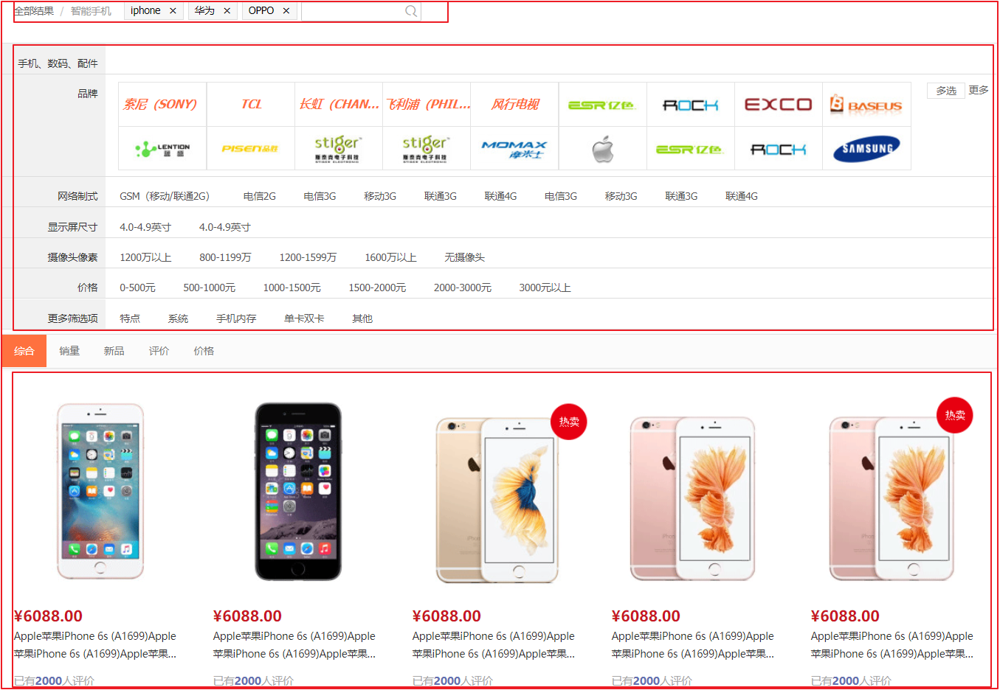 全部结果 / 智能手机 iphone × 华为 × OPPO ×
手机、数码、配件
品牌
索尼（SONY） TCL 长虹（CHAN... 飞利浦（PHIL... 风行电视 ESR亿色 ROCK EXCO BASEUS
多选 更多
LENTION 蓝盛 PISEN品胜 stiger 斯泰克电子科技 STIGER ELECTRONIC stiger 斯泰克电子科技 STIGER ELECTRONIC MOMAX 摩米士 ESR亿色 ROCK SAMSUNG
网络制式 GSM（移动/联通2G） 电信2G 电信3G 移动3G 联通3G 联通4G 电信3G 移动3G 联通3G 联通4G
显示屏尺寸 4.0-4.9英寸 4.0-4.9英寸
摄像头像素 1200万以上 800-1199万 1200-1599万 1600万以上 无摄像头
价格 0-500元 500-1000元 1000-1500元 1500-2000元 2000-3000元 3000元以上
更多筛选项 特点 系统 手机内存 单卡双卡 其他
综合 销量 新品 评价 价格
热卖 热卖
¥6088.00 ¥6088.00 ¥6088.00 ¥6088.00 ¥6088.00
Apple苹果iPhone 6s (A1699)Apple Apple苹果iPhone 6s (A1699)Apple Apple苹果iPhone 6s (A1699)Apple Apple苹果iPhone 6s (A1699)Apple Apple苹果iPhone 6s (A1699)Apple
苹果iPhone 6s (A1699)Apple苹果... 苹果iPhone 6s (A1699)Apple苹果... 苹果iPhone 6s (A1699)Apple苹果... 苹果iPhone 6s (A1699)Apple苹果... 苹果iPhone 6s (A1699)Apple苹果...
已有2000人评价 已有2000人评价 已有2000人评价 已有2000人评价 已有2000人评价